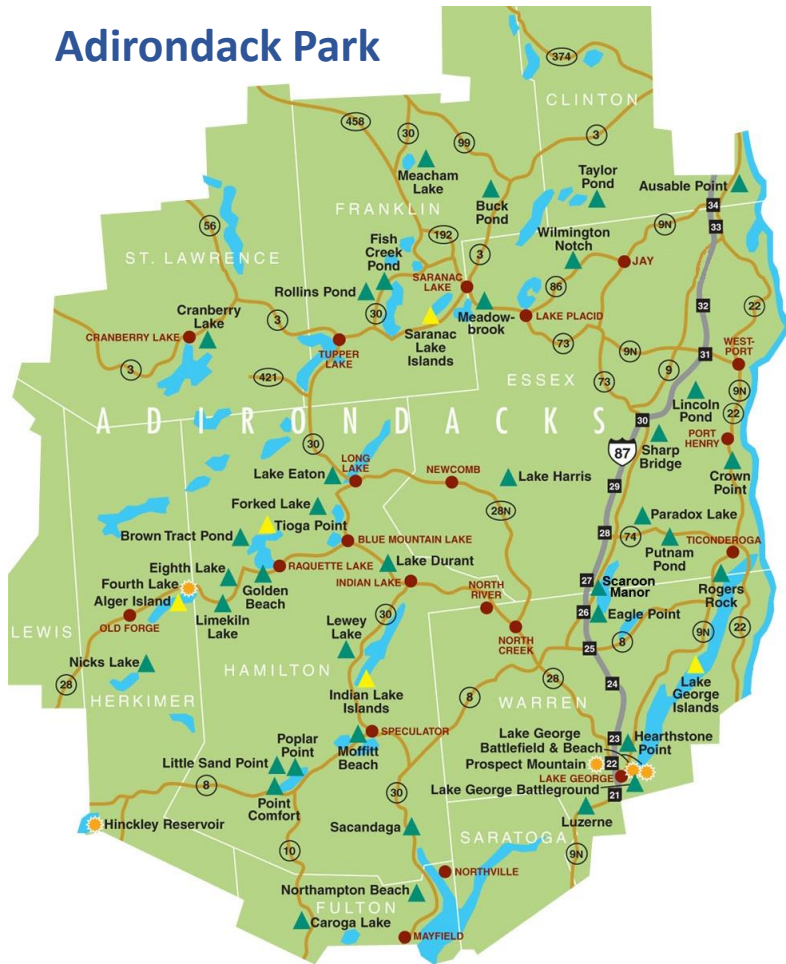 Adirondack Park
374
CLINTON
458
30
99
3
Meacham
Lake
Taylor
Pond
Ausable Point
Buck
Pond
FRANKLIN
34
33
9N
56
192
Fish
Creek
Pond
Wilmington
Notch
ST. LAWRENCE
3
JAY
SARANAC
LAKE
86
Rollins Pond
32
22
30
Cranberry
Lake
Meadow-
brook
LAKE PLACID
3
Saranac
Lake
Islands
CRANBERRY LAKE
TUPPER
LAKE
73
9N
31
WEST-
PORT
3
421
ESSEX
73
9
9N
Lincoln
Pond
22
ADIRONDACKS
30
PORT
HENRY
30
87
Sharp
Bridge
LONG
LAKE
NEWCOMB
Lake Eaton
Lake Harris
Crown
Point
29
Forked Lake
28N
Paradox Lake
Tioga Point
28
74
Brown Tract Pond
BLUE MOUNTAIN LAKE
TICONDEROGA
Putnam
Pond
Lake Durant
Eighth Lake
RAQUETTE LAKE
INDIAN LAKE
27
Scaroon
Manor
Fourth Lake
Golden
Beach
NORTH
RIVER
Rogers
Rock
Alger Island
Limekiln
Lake
30
26
Eagle Point
OLD FORGE
NORTH
CREEK
9N
22
LEWIS
Lewey
Lake
25
8
Nicks Lake
HAMILTON
28
Lake
George
Islands
28
24
HERKIMER
Indian Lake
Islands
8
WARREN
SPECULATOR
Lake George
Battlefield & Beach
23
Hearthstone
Point
Poplar
Point
Moffitt
Beach
Little Sand Point
Prospect Mountain
22
LAKE GEORGE
8
Point
Comfort
30
Lake George Battleground
21
Luzerne
Hinckley Reservoir
Sacandaga
SARATOGA
10
9N
NORTHVILLE
Northampton Beach
FULTON
Caroga Lake
MAYFIELD